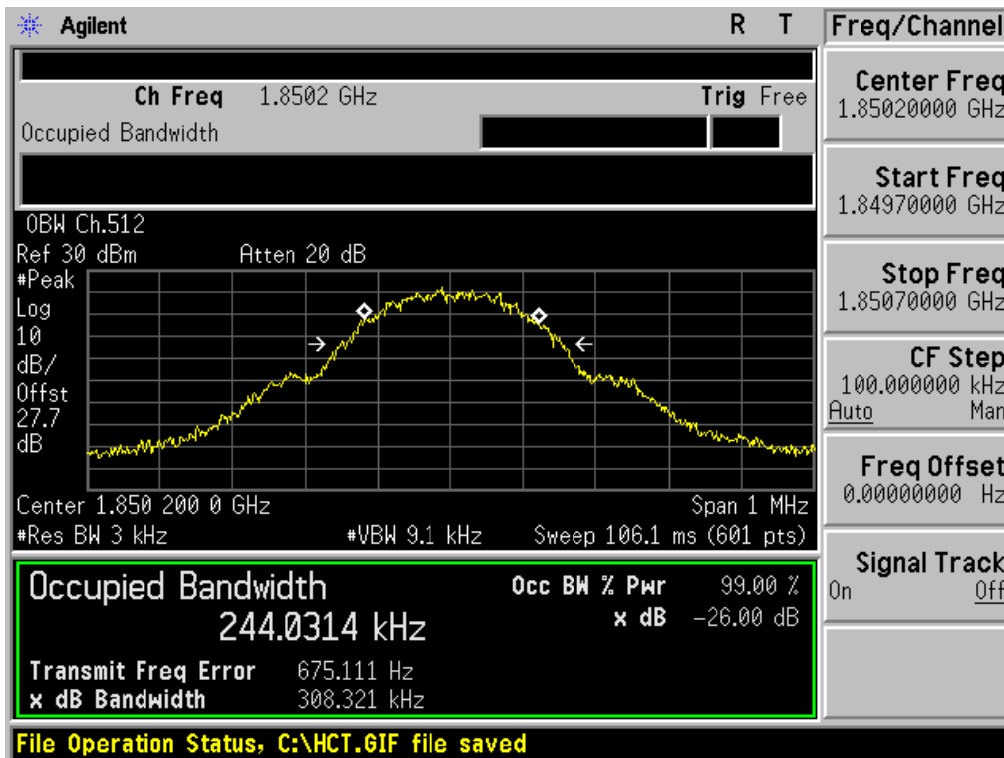 Agilent R T
Ch Freq 1.8502 GHz Trig Free
Occupied Bandwidth
OBW Ch.512
Ref 30 dBm Atten 20 dB
#Peak
Log
10
dB/
Offst
27.7
dB
Center 1.850 200 0 GHz Span 1 MHz
#Res BW 3 kHz #VBW 9.1 kHz Sweep 106.1 ms (601 pts)
Occupied Bandwidth Occ BW % Pwr 99.00 %
244.0314 kHz x dB -26.00 dB
Transmit Freq Error 675.111 Hz
x dB Bandwidth 308.321 kHz
File Operation Status, C:\HCT.GIF file saved
Freq/Channel
Center Freq
1.85020000 GHz
Start Freq
1.84970000 GHz
Stop Freq
1.85070000 GHz
CF Step
100.000000 kHz
Auto Man
Freq Offset
0.00000000 Hz
Signal Track
On Off